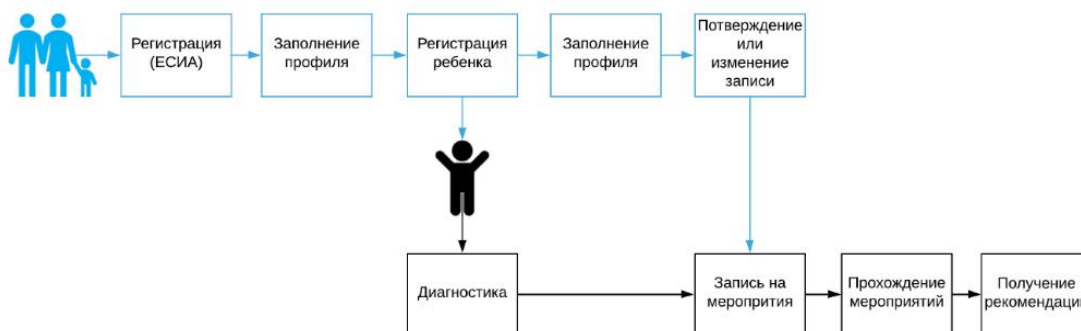 Регистрация
(ЕСИА)
Заполнение
профиля
Регистрация
ребенка
Заполнение
профиля
Потверждение
или
изменение
записи
Диагностика
Запись на
меропрития
Прохождение
мероприятий
Получение
рекомендаци